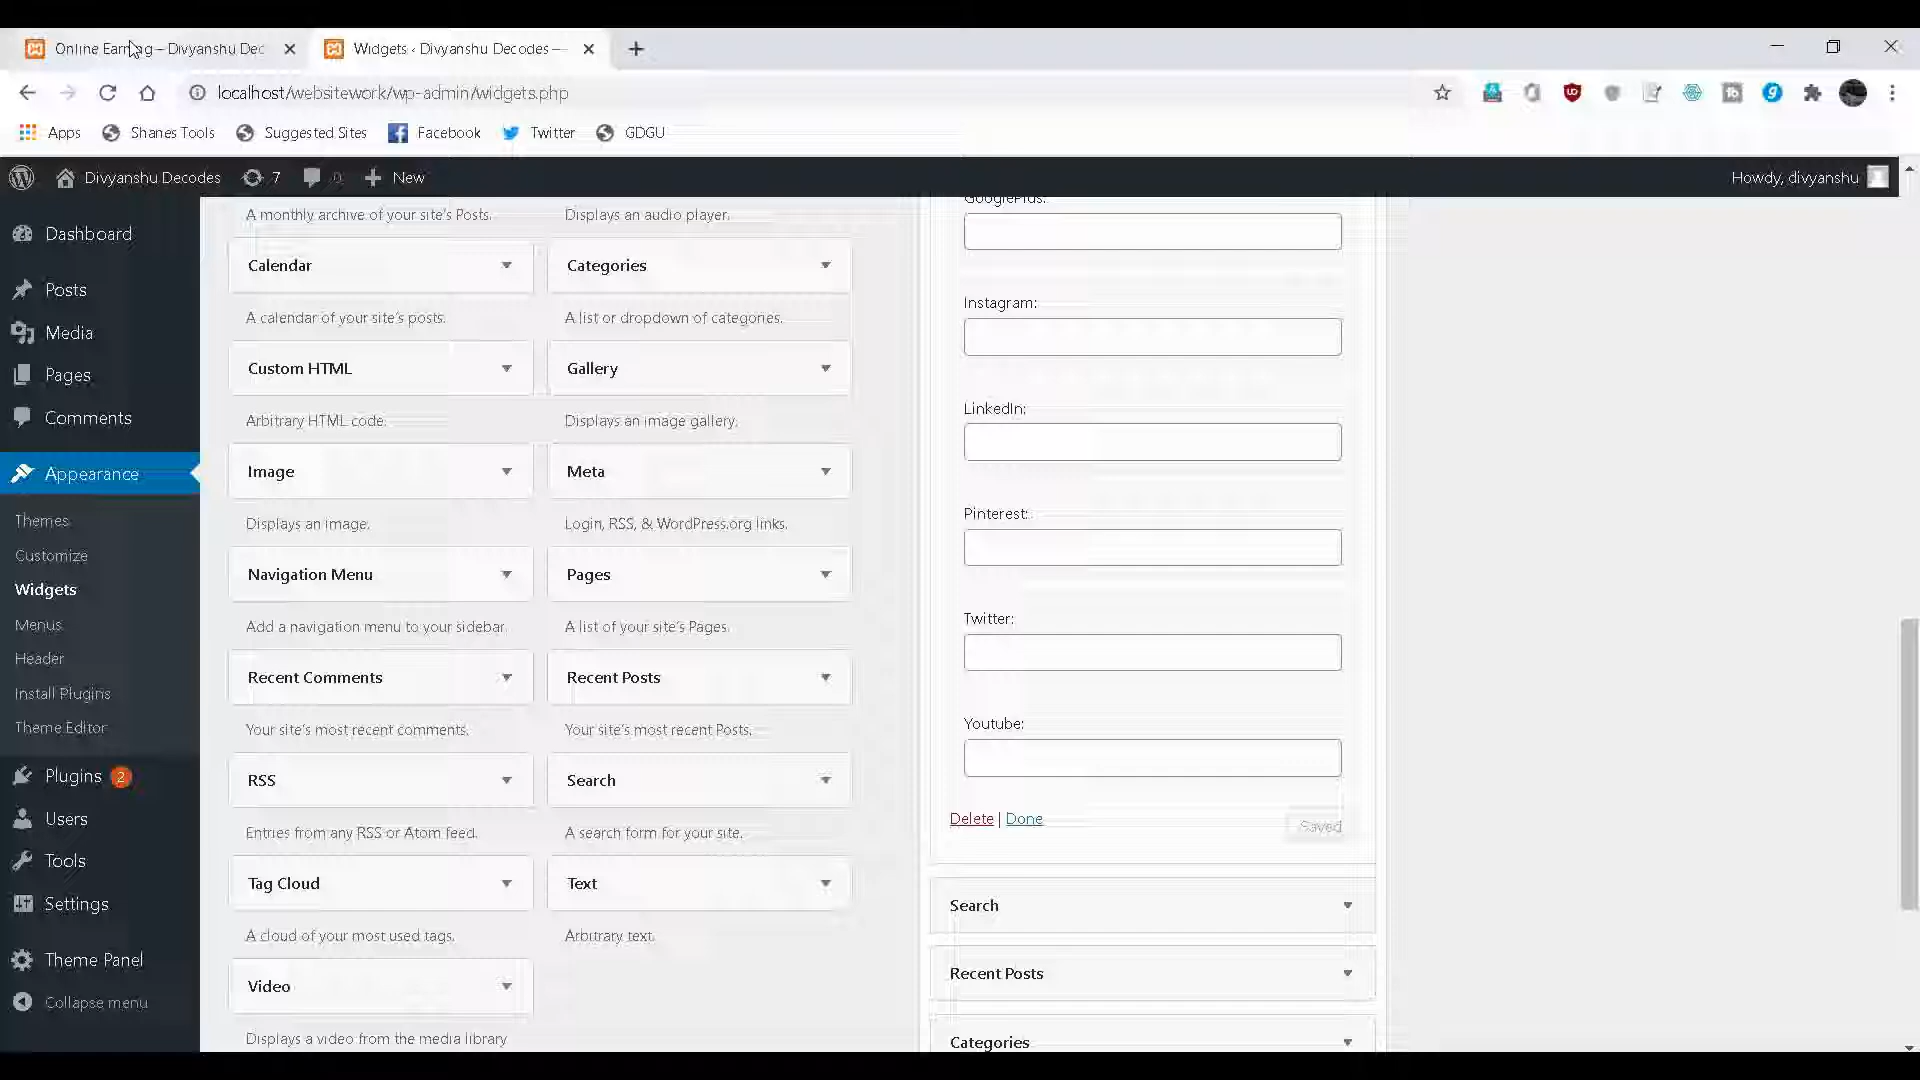 Online Earning – Divyanshu Dec
Widgets ‹ Divyanshu Decodes —
localhost/websitework/wp-admin/widgets.php
Apps
Shanes Tools
Suggested Sites
Facebook
Twitter
GDGU
Divyanshu Decodes
7
0
New
Howdy, divyanshu
Dashboard
Posts
Media
Pages
Comments
Appearance
Themes
Customize
Widgets
Menus
Header
Install Plugins
Theme Editor
Plugins 2
Users
Tools
Settings
Theme Panel
Collapse menu
A monthly archive of your site's Posts.
Displays an audio player.
Calendar
Categories
A calendar of your site's posts.
A list or dropdown of categories.
Custom HTML
Gallery
Arbitrary HTML code.
Displays an image gallery.
Image
Meta
Displays an image.
Login, RSS, & WordPress.org links.
Navigation Menu
Pages
Add a navigation menu to your sidebar.
A list of your site's Pages.
Recent Comments
Recent Posts
Your site's most recent comments.
Your site's most recent Posts.
RSS
Search
Entries from any RSS or Atom feed.
A search form for your site.
Tag Cloud
Text
A cloud of your most used tags.
Arbitrary text.
Video
Displays a video from the media library
GooglePlus:
Instagram:
LinkedIn:
Pinterest:
Twitter:
Youtube:
Delete | Done
Saved
Search
Recent Posts
Categories